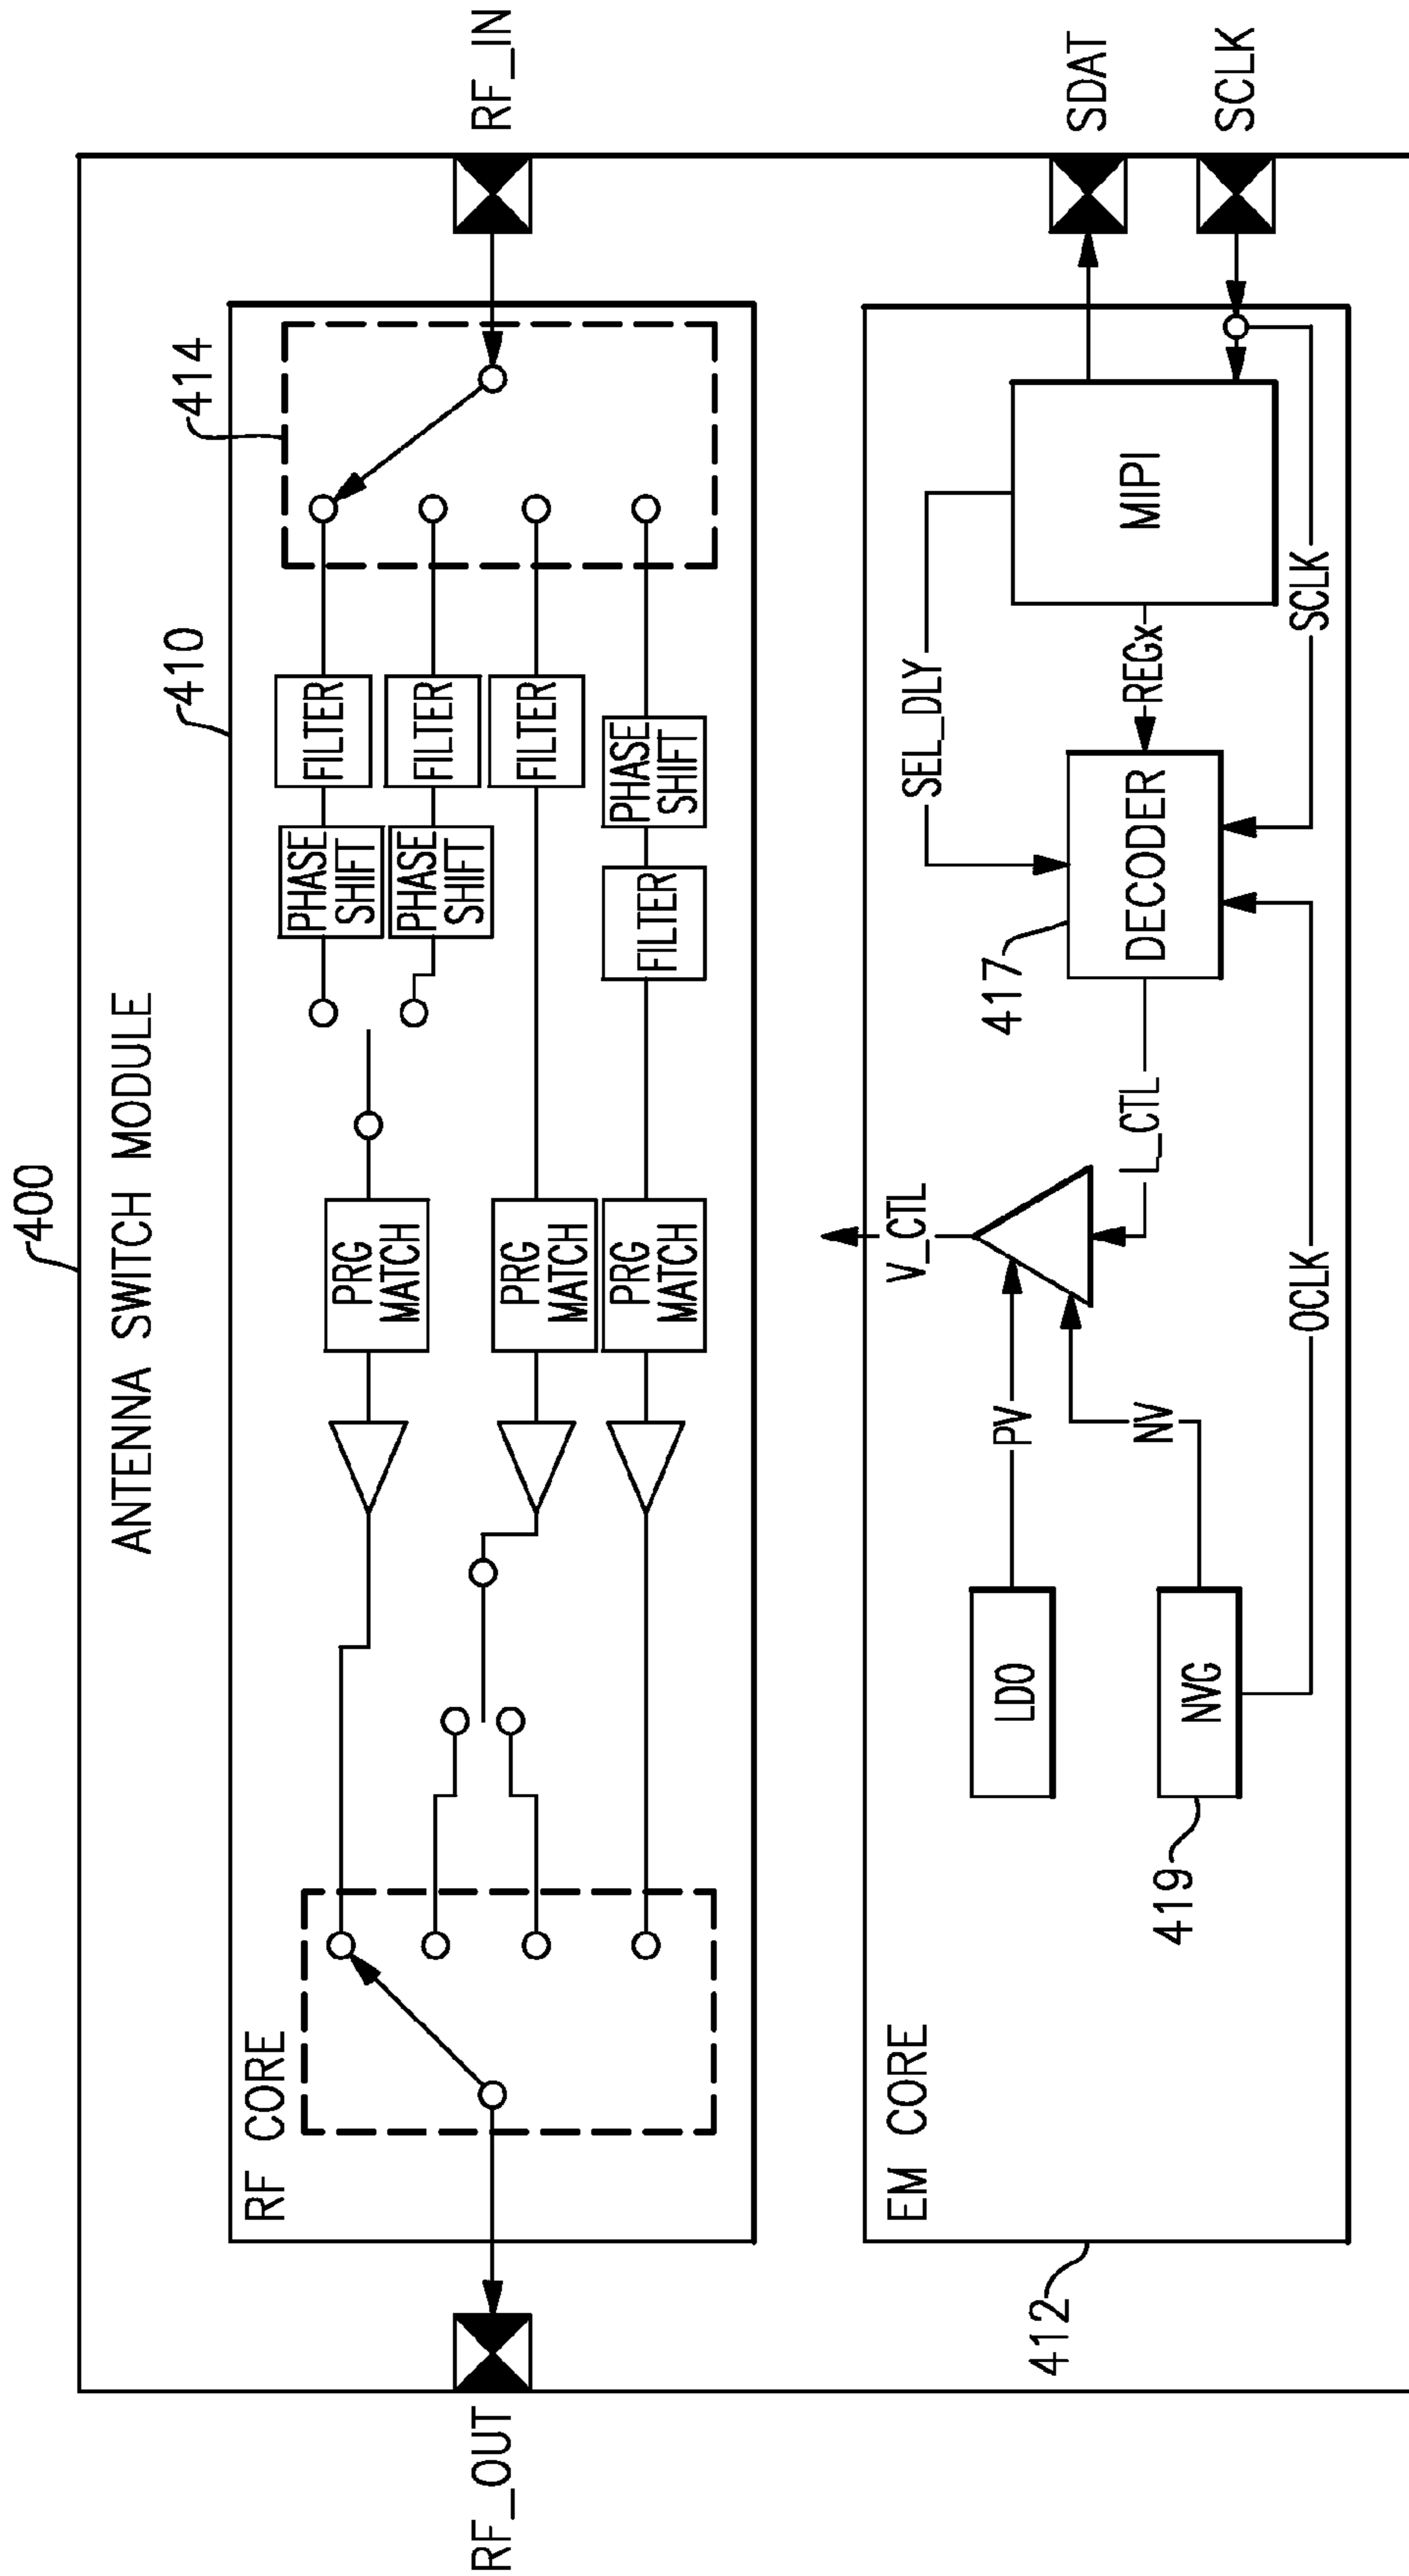 400
ANTENNA SWITCH MODULE
410
414
RF CORE
RF_OUT
RF_IN
PHASE
SHIFT
FILTER
PHASE
SHIFT
FILTER
FILTER
FILTER
PHASE
SHIFT
PRG
MATCH
PRG
MATCH
PRG
MATCH
EM CORE
412
V_CTL
SEL_DLY
417
SDAT
LDO
PV
L_CTL
DECODER
REGx
MIPI
NV
NVG
419
SCLK
OCLK
SCLK